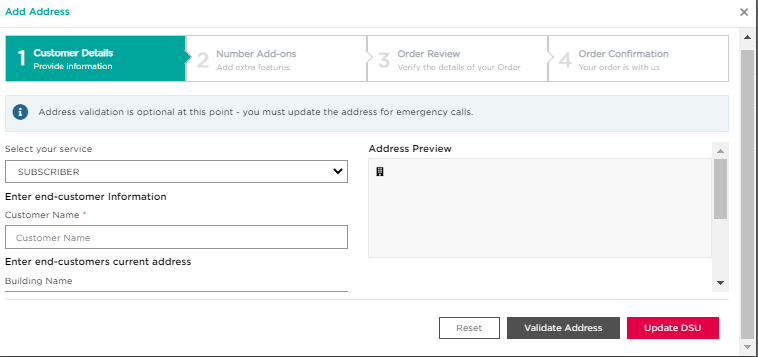 Add Address
1 Customer Details
Provide information
2 Number Add-ons
Add extra features
3 Order Review
Verify the details of your Order
4 Order Confirmation
Your order is with us
Address validation is optional at this point - you must update the address for emergency calls.
Select your service
SUBSCRIBER
Enter end-customer Information
Customer Name *
Customer Name
Enter end-customers current address
Building Name
Address Preview
Reset
Validate Address
Update DSU